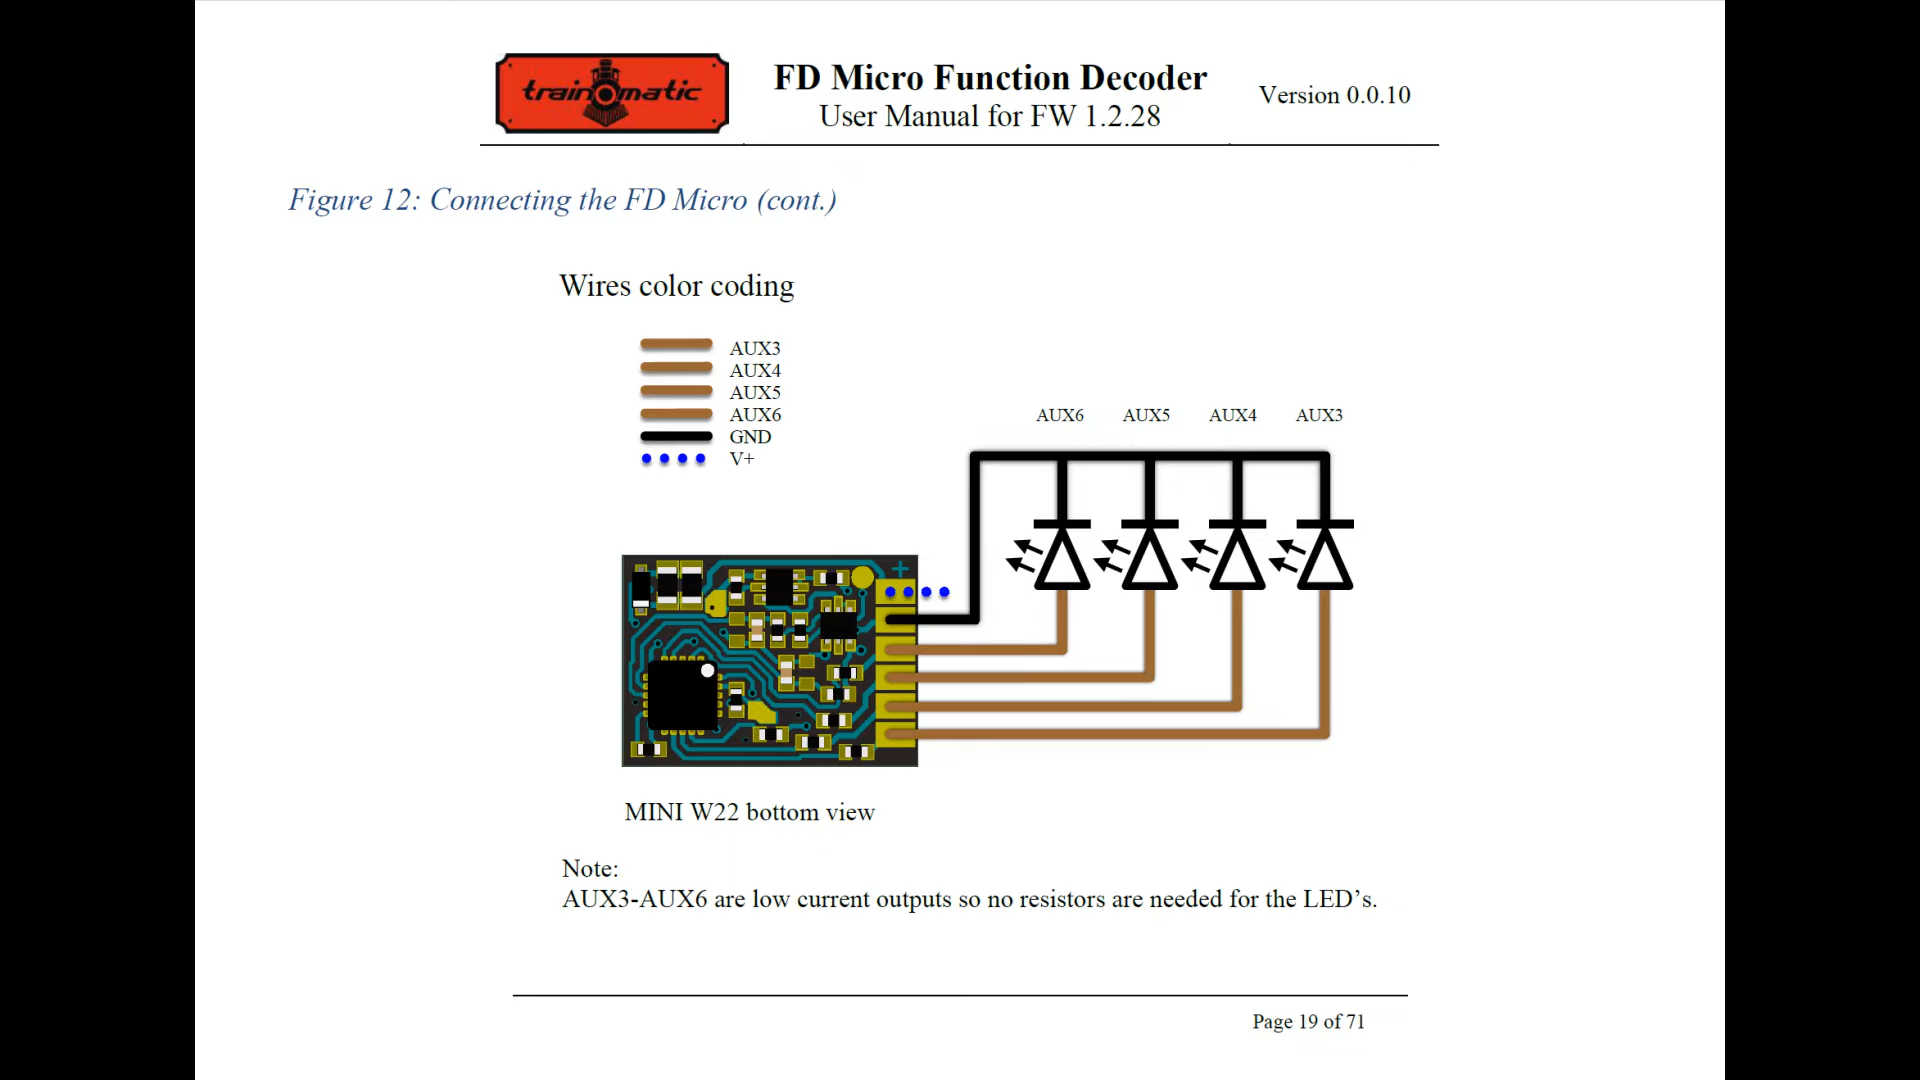 train matic
FD Micro Function Decoder
User Manual for FW 1.2.28
Version 0.0.10
Figure 12: Connecting the FD Micro (cont.)
Wires color coding
AUX3
AUX4
AUX5
AUX6
GND
V+
AUX6 AUX5 AUX4 AUX3
+
MINI W22 bottom view
Note:
AUX3-AUX6 are low current outputs so no resistors are needed for the LED’s.
Page 19 of 71